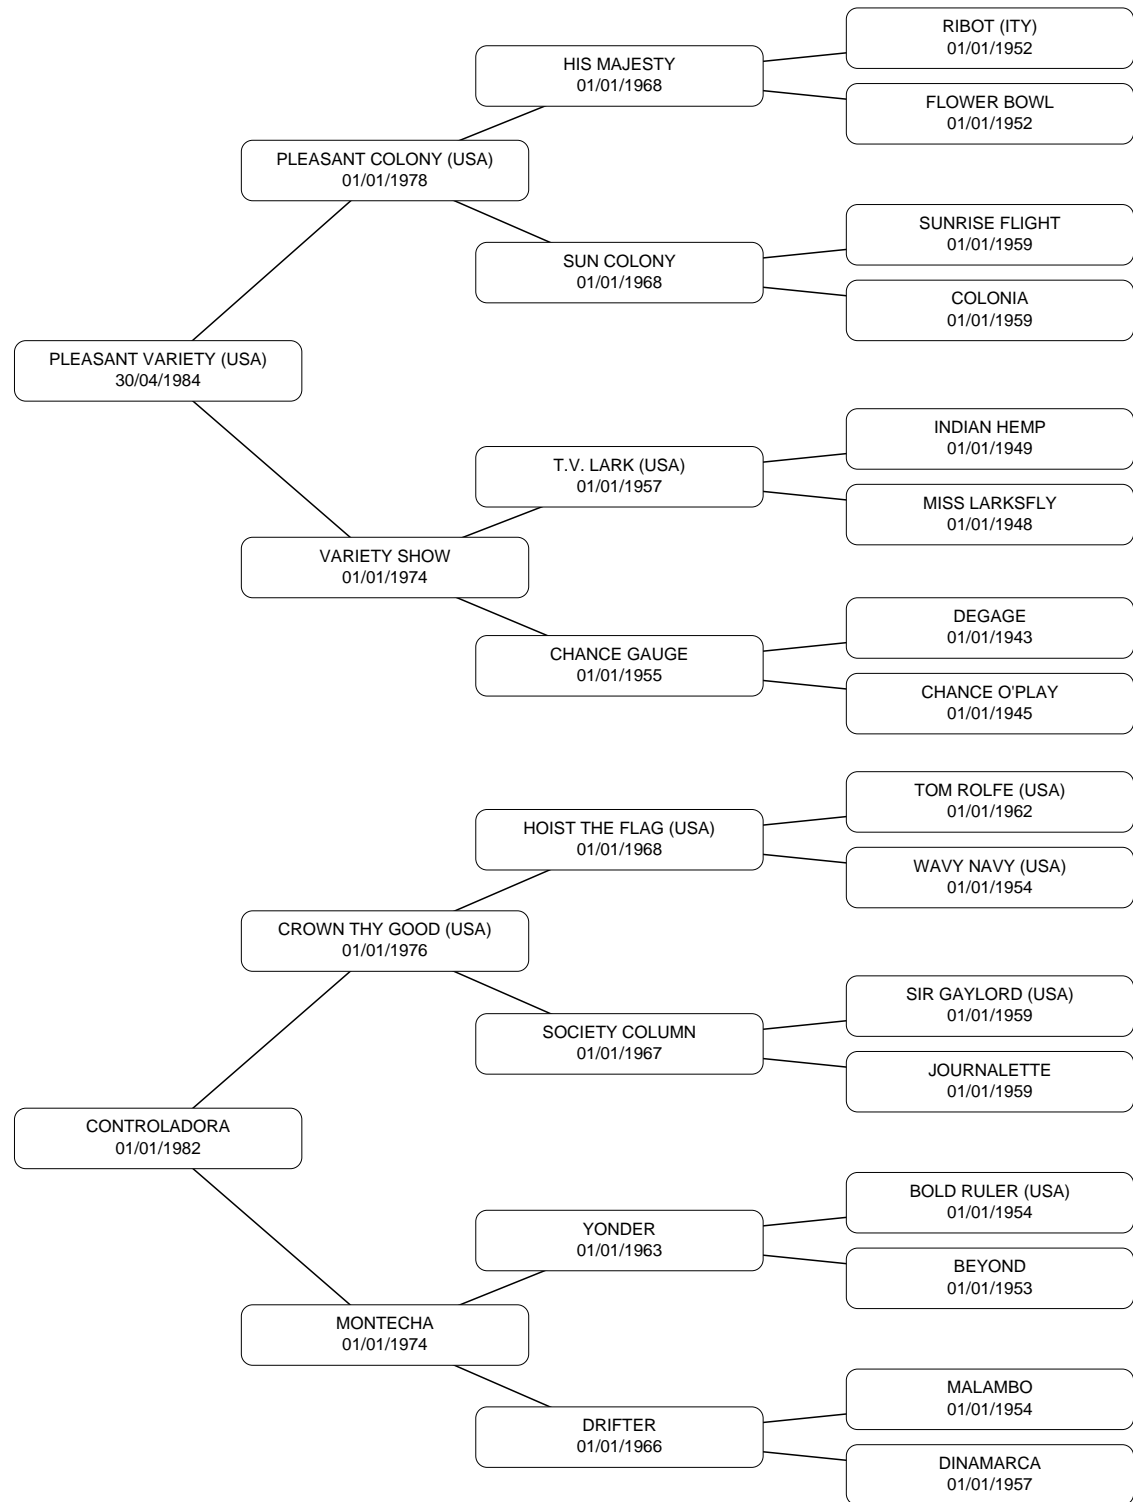 RIBOT (ITY)
01/01/1952
HIS MAJESTY
01/01/1968
FLOWER BOWL
01/01/1952
PLEASANT COLONY (USA)
01/01/1978
SUNRISE FLIGHT
01/01/1959
SUN COLONY
01/01/1968
COLONIA
01/01/1959
PLEASANT VARIETY (USA)
30/04/1984
INDIAN HEMP
01/01/1949
T.V. LARK (USA)
01/01/1957
MISS LARKSFLY
01/01/1948
VARIETY SHOW
01/01/1974
DEGAGE
01/01/1943
CHANCE GAUGE
01/01/1955
CHANCE O'PLAY
01/01/1945
TOM ROLFE (USA)
01/01/1962
HOIST THE FLAG (USA)
01/01/1968
WAVY NAVY (USA)
01/01/1954
CROWN THY GOOD (USA)
01/01/1976
SIR GAYLORD (USA)
01/01/1959
SOCIETY COLUMN
01/01/1967
JOURNALETTE
01/01/1959
CONTROLADORA
01/01/1982
BOLD RULER (USA)
01/01/1954
YONDER
01/01/1963
BEYOND
01/01/1953
MONTECHA
01/01/1974
MALAMBO
01/01/1954
DRIFTER
01/01/1966
DINAMARCA
01/01/1957